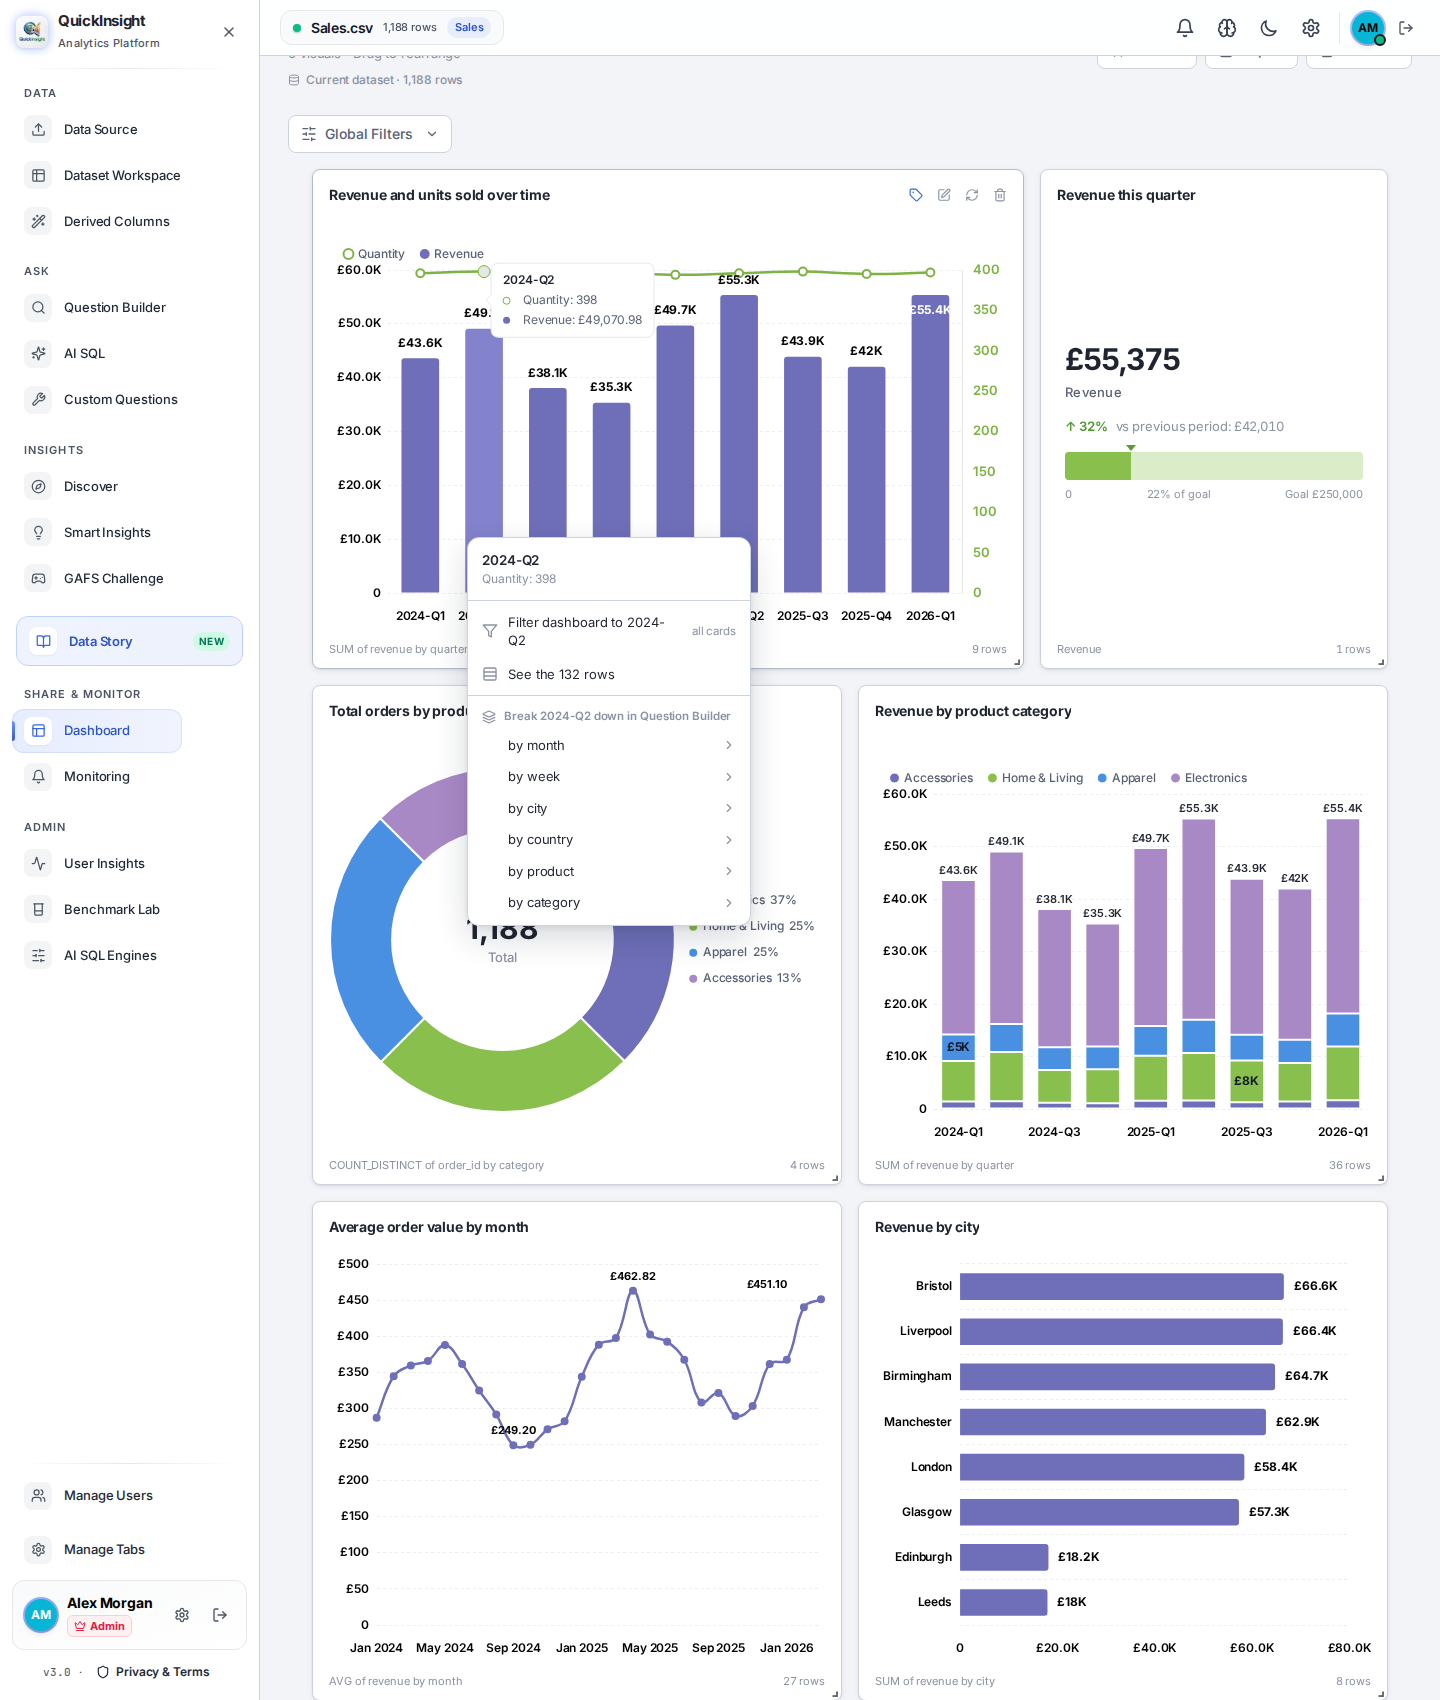 QuickInsight
Analytics Platform
DATA
Data Source
Dataset Workspace
Derived Columns
ASK
Question Builder
AI SQL
Custom Questions
INSIGHTS
Discover
Smart Insights
GAFS Challenge
Data Story NEW
SHARE & MONITOR
Dashboard
Monitoring
ADMIN
User Insights
Benchmark Lab
AI SQL Engines
Manage Users
Manage Tabs
AM Alex Morgan
Admin
v3.0 · Privacy & Terms
Sales.csv 1,188 rows Sales
AM
Current dataset · 1,188 rows
Global Filters
Revenue and units sold over time
Quantity Revenue
£60.0K
£50.0K
£40.0K
£30.0K
£20.0K
£10.0K
0
400
350
300
250
200
150
100
50
0
£43.6K
£49.
£38.1K
£35.3K
£49.7K
£55.3K
£43.9K
£42K
£55.4K
2024-Q2
Quantity: 398
Revenue: £49,070.98
2024-Q1
20
Q2
2025-Q3
2025-Q4
2026-Q1
SUM of revenue by quarter
9 rows
2024-Q2
Quantity: 398
Filter dashboard to 2024-
Q2
all cards
See the 132 rows
Break 2024-Q2 down in Question Builder
by month
by week
by city
by country
by product
by category
Revenue this quarter
£55,375
Revenue
↑ 32% vs previous period: £42,010
0 22% of goal Goal £250,000
Revenue
1 rows
Total orders by produ
1,188
Total
cs 37%
Home & Living 25%
Apparel 25%
Accessories 13%
COUNT_DISTINCT of order_id by category
4 rows
Revenue by product category
Accessories Home & Living Apparel Electronics
£60.0K
£50.0K
£40.0K
£30.0K
£20.0K
£10.0K
0
£43.6K
£49.1K
£38.1K
£35.3K
£49.7K
£55.3K
£43.9K
£42K
£55.4K
£5K
£8K
2024-Q1 2024-Q3 2025-Q1 2025-Q3 2026-Q1
SUM of revenue by quarter
36 rows
Average order value by month
£500
£450
£400
£350
£300
£250
£200
£150
£100
£50
0
£462.82
£451.10
£249.20
Jan 2024 May 2024 Sep 2024 Jan 2025 May 2025 Sep 2025 Jan 2026
AVG of revenue by month
27 rows
Revenue by city
Bristol £66.6K
Liverpool £66.4K
Birmingham £64.7K
Manchester £62.9K
London £58.4K
Glasgow £57.3K
Edinburgh £18.2K
Leeds £18K
0 £20.0K £40.0K £60.0K £80.0K
SUM of revenue by city
8 rows